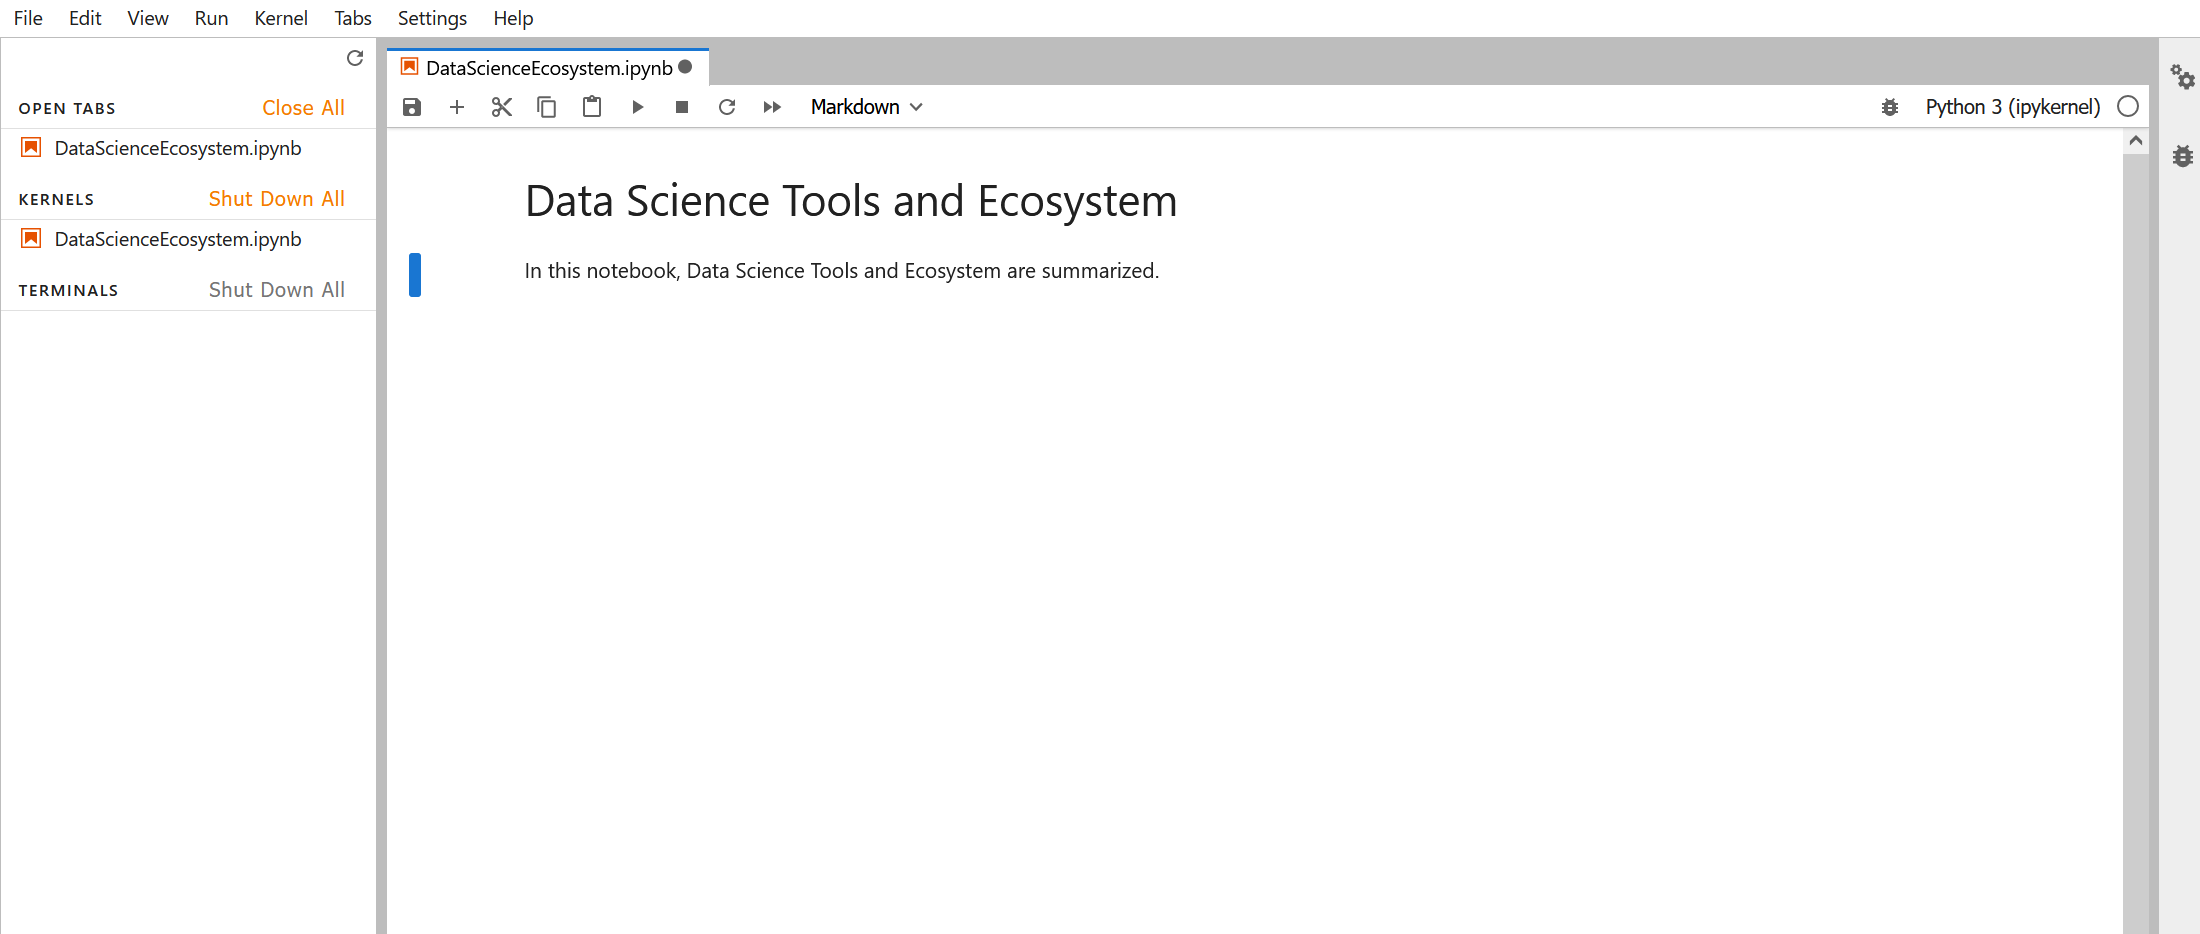 File Edit View Run Kernel Tabs Settings Help
OPEN TABS Close All
DataScienceEcosystem.ipynb
KERNELS Shut Down All
DataScienceEcosystem.ipynb
TERMINALS Shut Down All
DataScienceEcosystem.ipynb
Markdown Python 3 (ipykernel)
Data Science Tools and Ecosystem
In this notebook, Data Science Tools and Ecosystem are summarized.